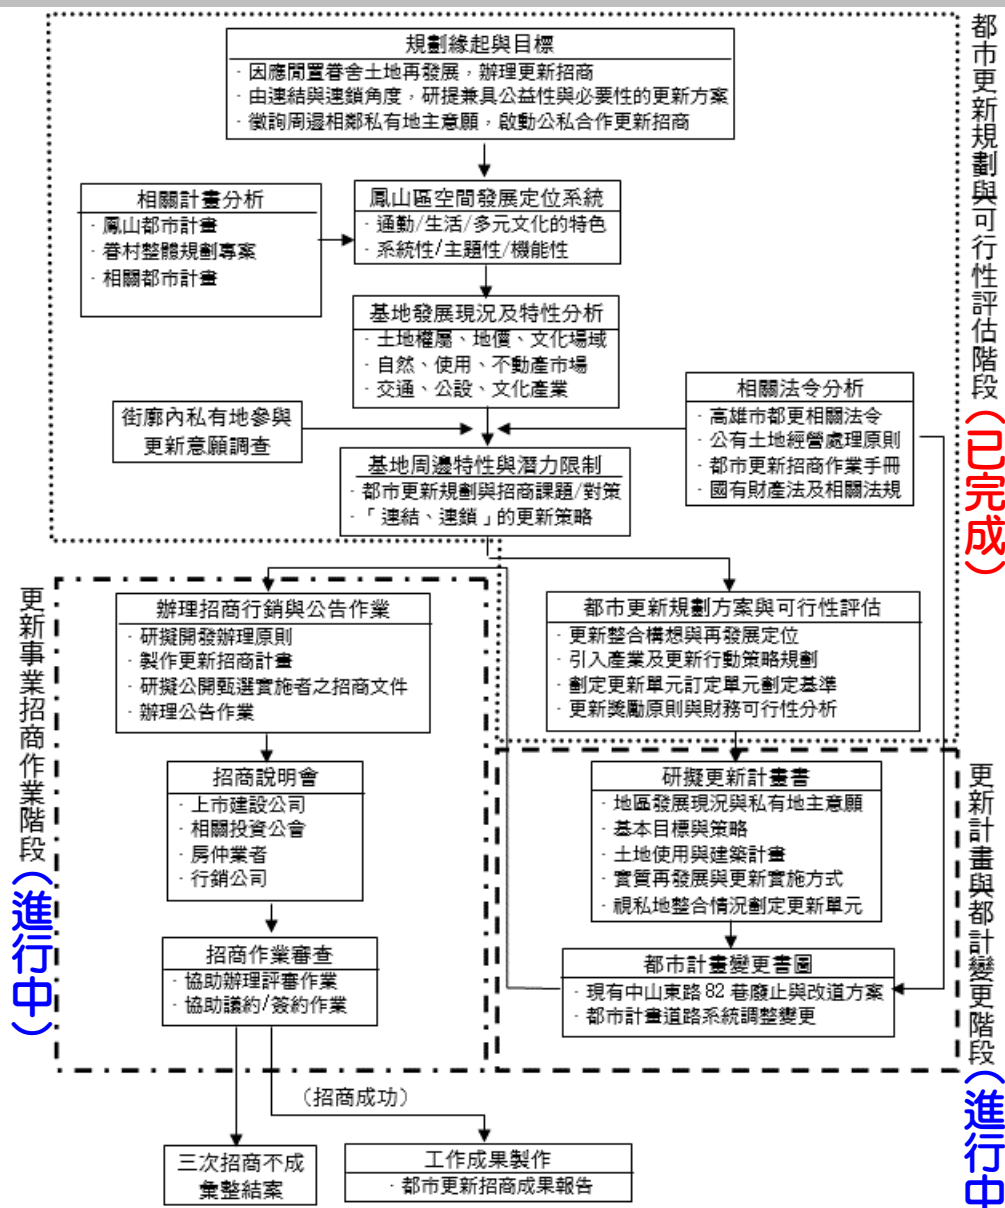 規劃緣起與目標
‧因應閒置眷舍土地再發展，辦理更新招商
‧由連結與連鎖角度，研提兼具公益性與必要性的更新方案
‧徵詢周邊相鄰私有地主意願，啟動公私合作更新招商
相關計畫分析
‧鳳山都市計畫
‧眷村整體規劃專案
‧相關都市計畫
鳳山區空間發展定位系統
‧通勤/生活/多元文化的特色
‧系統性/主題性/機能性
基地發展現況及特性分析
‧土地權屬、地價、文化場域
‧自然、使用、不動產市場
‧交通、公設、文化產業
街廓內私有地參與
更新意願調查
相關法令分析
‧高雄市都更相關法令
‧公有土地經營處理原則
‧都市更新招商作業手冊
‧國有財產法及相關法規
基地周邊特性與潛力限制
‧都市更新規劃與招商課題/對策
‧「連結、連鎖」的更新策略
都市更新規劃與可行性評估階段（已完成）
辦理招商行銷與公告作業
‧研擬開發辦理原則
‧製作更新招商計畫
‧研擬公開甄選實施者之招商文件
‧辦理公告作業
招商說明會
‧上市建設公司
‧相關投資公會
‧房仲業者
‧行銷公司
招商作業審查
‧協助辦理評審作業
‧協助議約/簽約作業
更新事業招商作業階段（進行中）
都市更新規劃方案與可行性評估
‧更新整合構想與再發展定位
‧引入產業及更新行動策略規劃
‧劃定更新單元訂定單元劃定基準
‧更新獎勵原則與財務可行性分析
研擬更新計畫書
‧地區發展現況與私有地主意願
‧基本目標與策略
‧土地使用與建築計畫
‧實質再發展與更新實施方式
‧視私地整合情況劃定更新單元
都市計畫變更書圖
‧現有中山東路 82 巷廢止與改道方案
‧都市計畫道路系統調整變更
更新計畫與都計變更階段（進行中
（招商成功）
三次招商不成
彙整結案
工作成果製作
‧都市更新招商成果報告